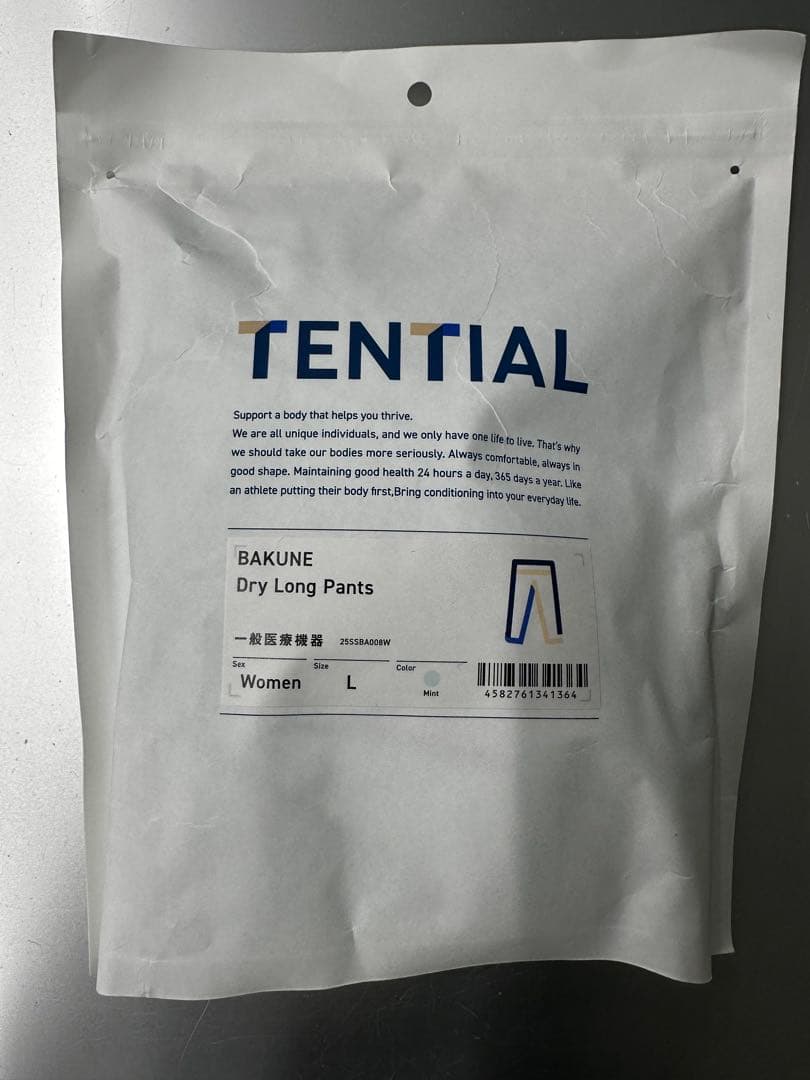 TENTIAL
Support a body that helps you thrive.
We are all unique individuals, and we only have one life to live. That's why
we should take our bodies more seriously. Always comfortable, always in
good shape. Maintaining good health 24 hours a day, 365 days a year. Like
an athlete putting their body first,Bring conditioning into your everyday life.
BAKUNE
Dry Long Pants
一般医療機器 25SSBA008W
Sex Size Color
Women L Mint
4582761341364